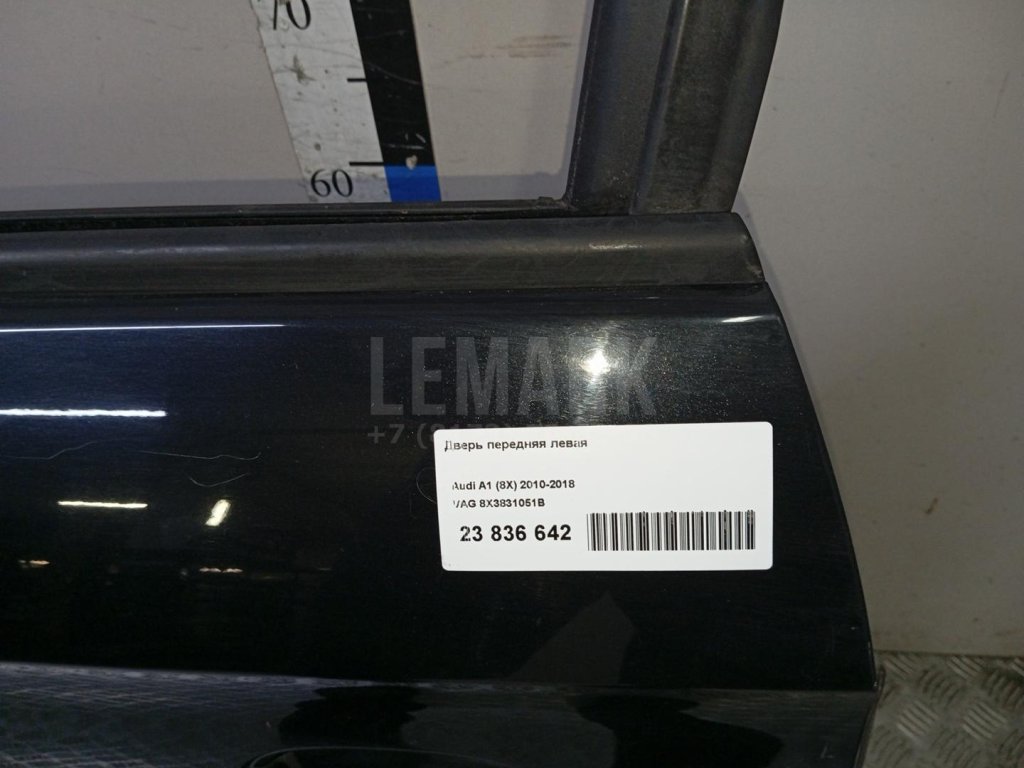 70
60
LEMARK
Дверь передняя левая
Audi A1 (8X) 2010-2018
VAG 8X3831051B
23 836 642